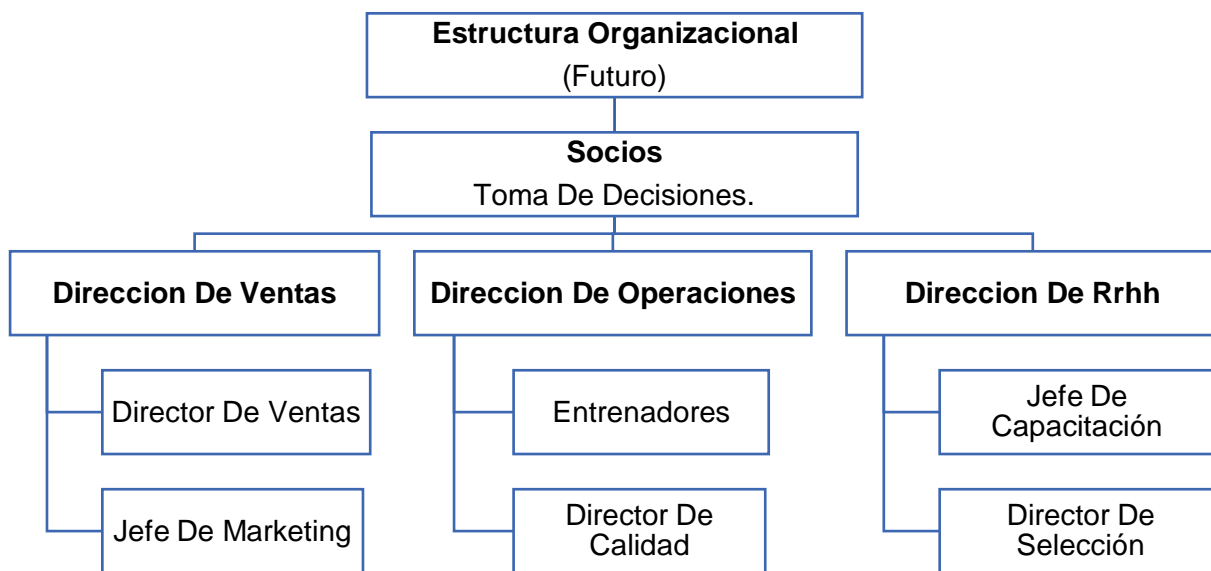 Estructura Organizacional
(Futuro)
Socios
Toma De Decisiones.
Direccion De Ventas
Direccion De Operaciones
Direccion De Rrhh
Director De Ventas
Entrenadores
Jefe De
Capacitación
Jefe De Marketing
Director De
Calidad
Director De
Selección